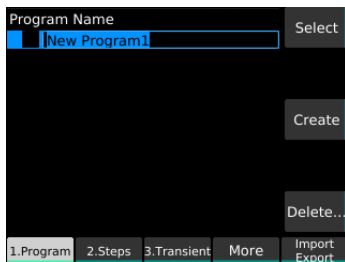 Program Name
New Program1
Select
Create
Delete...
1.Program
2.Steps
3.Transient
More
Import
Export